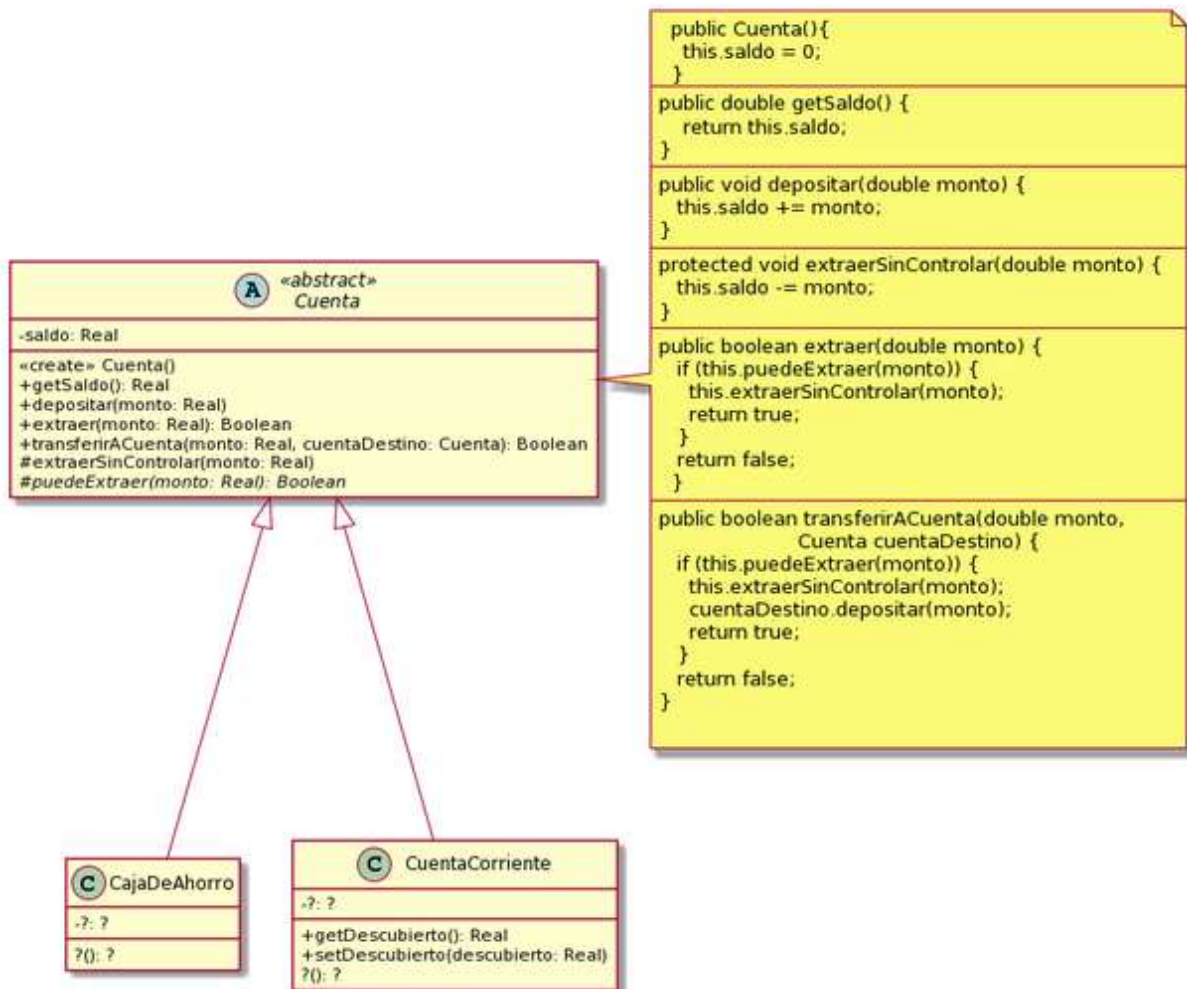 public Cuenta(){
this.saldo = 0;
}
public double getSaldo() {
return this.saldo;
}
public void depositar(double monto) {
this.saldo += monto;
}
protected void extraerSinControlar(double monto) {
this.saldo -= monto;
}
public boolean extraer(double monto) {
if (this.puedeExtraer(monto)) {
this.extraerSinControlar(monto);
return true;
}
return false;
}
public boolean transferirACuenta(double monto,
Cuenta cuentaDestino) {
if (this.puedeExtraer(monto)) {
this.extraerSinControlar(monto);
cuentaDestino.depositar(monto);
return true;
}
return false;
}
A
«abstract»
Cuenta
-saldo: Real
«create» Cuenta()
+getSaldo(): Real
+depositar(monto: Real)
+extraer(monto: Real): Boolean
+transferirACuenta(monto: Real, cuentaDestino: Cuenta): Boolean
#extraerSinControlar(monto: Real)
#puedeExtraer(monto: Real): Boolean
C CajaDeAhorro
-?: ?
?(): ?
C CuentaCorriente
-?: ?
+getDescubierto(): Real
+setDescubierto(descubierto: Real)
?(): ?